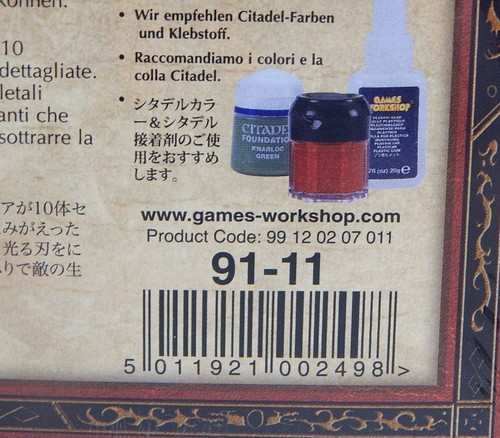 können.
10
dettagliate.
letali
anti che
sottrarre la
アが10体セ
みがえった
光る刃をに
りで敵の生
• Wir empfehlen Citadel-Farben
und Klebstoff.
• Raccomandiamo i colori e la
colla Citadel.
• シタデルカラ
ー&シタデル
接着剤のご使
用をおすすめ
します。
CITADEL
FOUNDATIO
KNARLOC
GREEN
GAMES
WORKSHOP
20g e
www.games-workshop.com
Product Code: 99 12 02 07 011
91-11
5 011921 002498 >